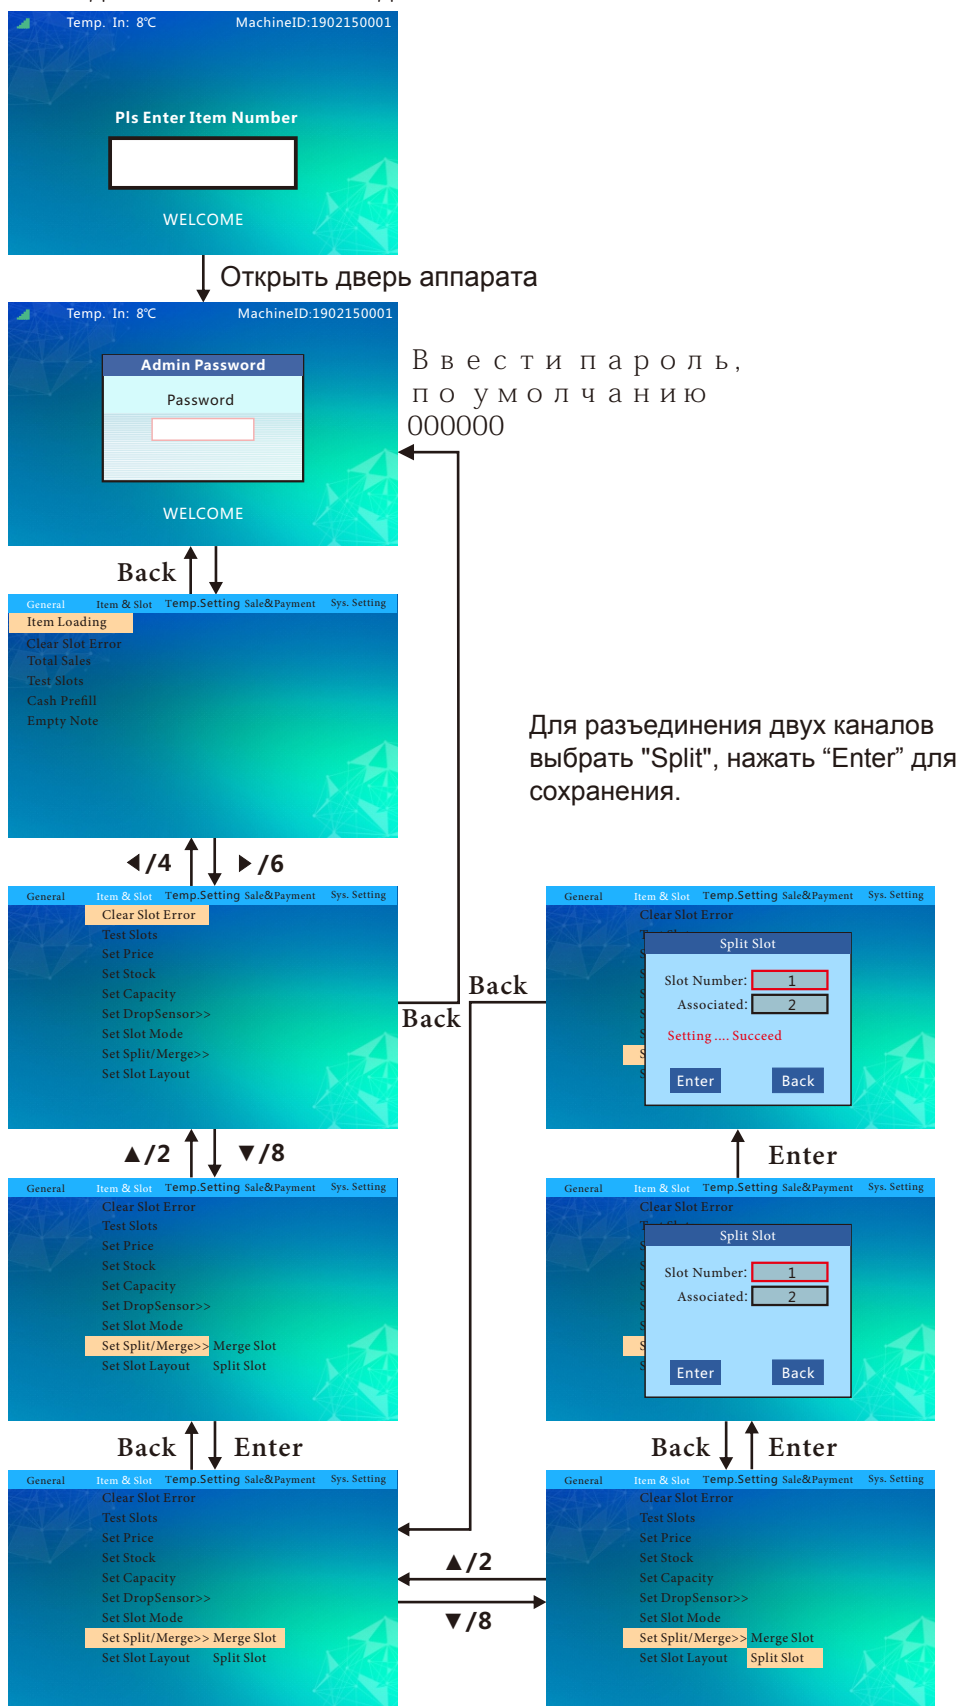 Temp. In: 8℃ MachineID:1902150001
Pls Enter Item Number
WELCOME
Открыть дверь аппарата
Temp. In: 8℃ MachineID:1902150001
Admin Password
Password
WELCOME
Ввести пароль,
по умолчанию
000000
Back
General Item & Slot Temp.Setting Sale&Payment Sys. Setting
Item Loading
Clear Slot Error
Total Sales
Test Slots
Cash Prefill
Empty Note
Для разъединения двух каналов
выбрать "Split", нажать “Enter” для
сохранения.
◀/4 ▶/6
General Item & Slot Temp.Setting Sale&Payment Sys. Setting
Clear Slot Error
Test Slots
Set Price
Set Stock
Set Capacity
Set DropSensor>>
Set Slot Mode
Set Split/Merge>>
Set Slot Layout
Back
Back
General Item & Slot Temp.Setting Sale&Payment Sys. Setting
Clear Slot Error
Split Slot
Slot Number: 1
Associated: 2
Setting .... Succeed
Enter Back
▲/2 ▼/8
Enter
General Item & Slot Temp.Setting Sale&Payment Sys. Setting
Clear Slot Error
Test Slots
Set Price
Set Stock
Set Capacity
Set DropSensor>>
Set Slot Mode
Set Split/Merge>> Merge Slot
Set Slot Layout Split Slot
General Item & Slot Temp.Setting Sale&Payment Sys. Setting
Clear Slot Error
Split Slot
Slot Number: 1
Associated: 2
Enter Back
Back Enter
Back Enter
General Item & Slot Temp.Setting Sale&Payment Sys. Setting
Clear Slot Error
Test Slots
Set Price
Set Stock
Set Capacity
Set DropSensor>>
Set Slot Mode
Set Split/Merge>> Merge Slot
Set Slot Layout Split Slot
▲/2
▼/8
General Item & Slot Temp.Setting Sale&Payment Sys. Setting
Clear Slot Error
Test Slots
Set Price
Set Stock
Set Capacity
Set DropSensor>>
Set Slot Mode
Set Split/Merge>> Merge Slot
Set Slot Layout Split Slot